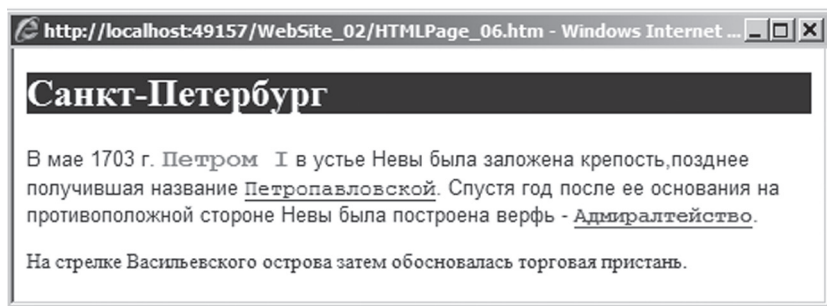 http://localhost:49157/WebSite_02/HTMLPage_06.htm - Windows Internet ...
Санкт-Петербург
В мае 1703 г. Петром I в устье Невы была заложена крепость,позднее
получившая название Петропавловской. Спустя год после ее основания на
противоположной стороне Невы была построена верфь - Адмиралтейство.
На стрелке Васильевского острова затем обосновалась торговая пристань.